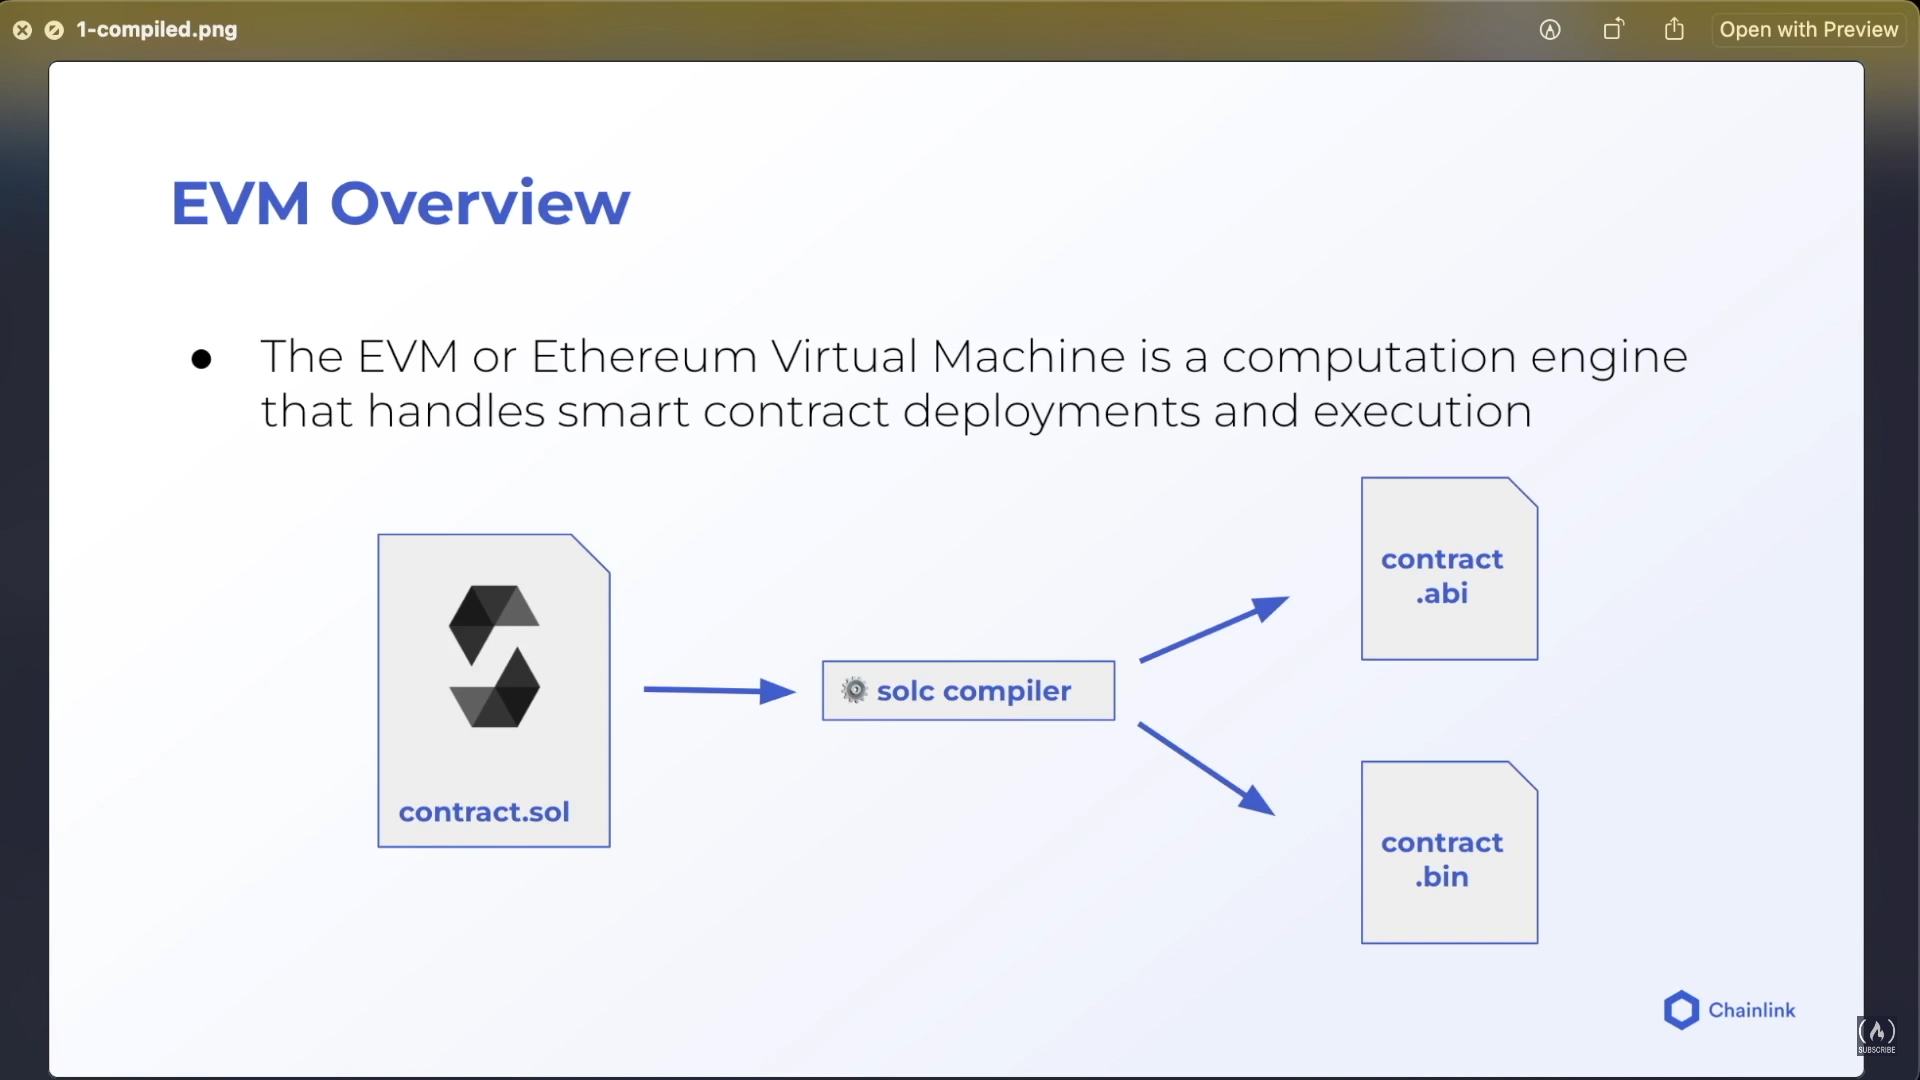 1-compiled.png
Open with Preview
EVM Overview
● The EVM or Ethereum Virtual Machine is a computation engine
that handles smart contract deployments and execution
contract.sol
solc compiler
contract
.abi
contract
.bin
Chainlink
SUBSCRIBE